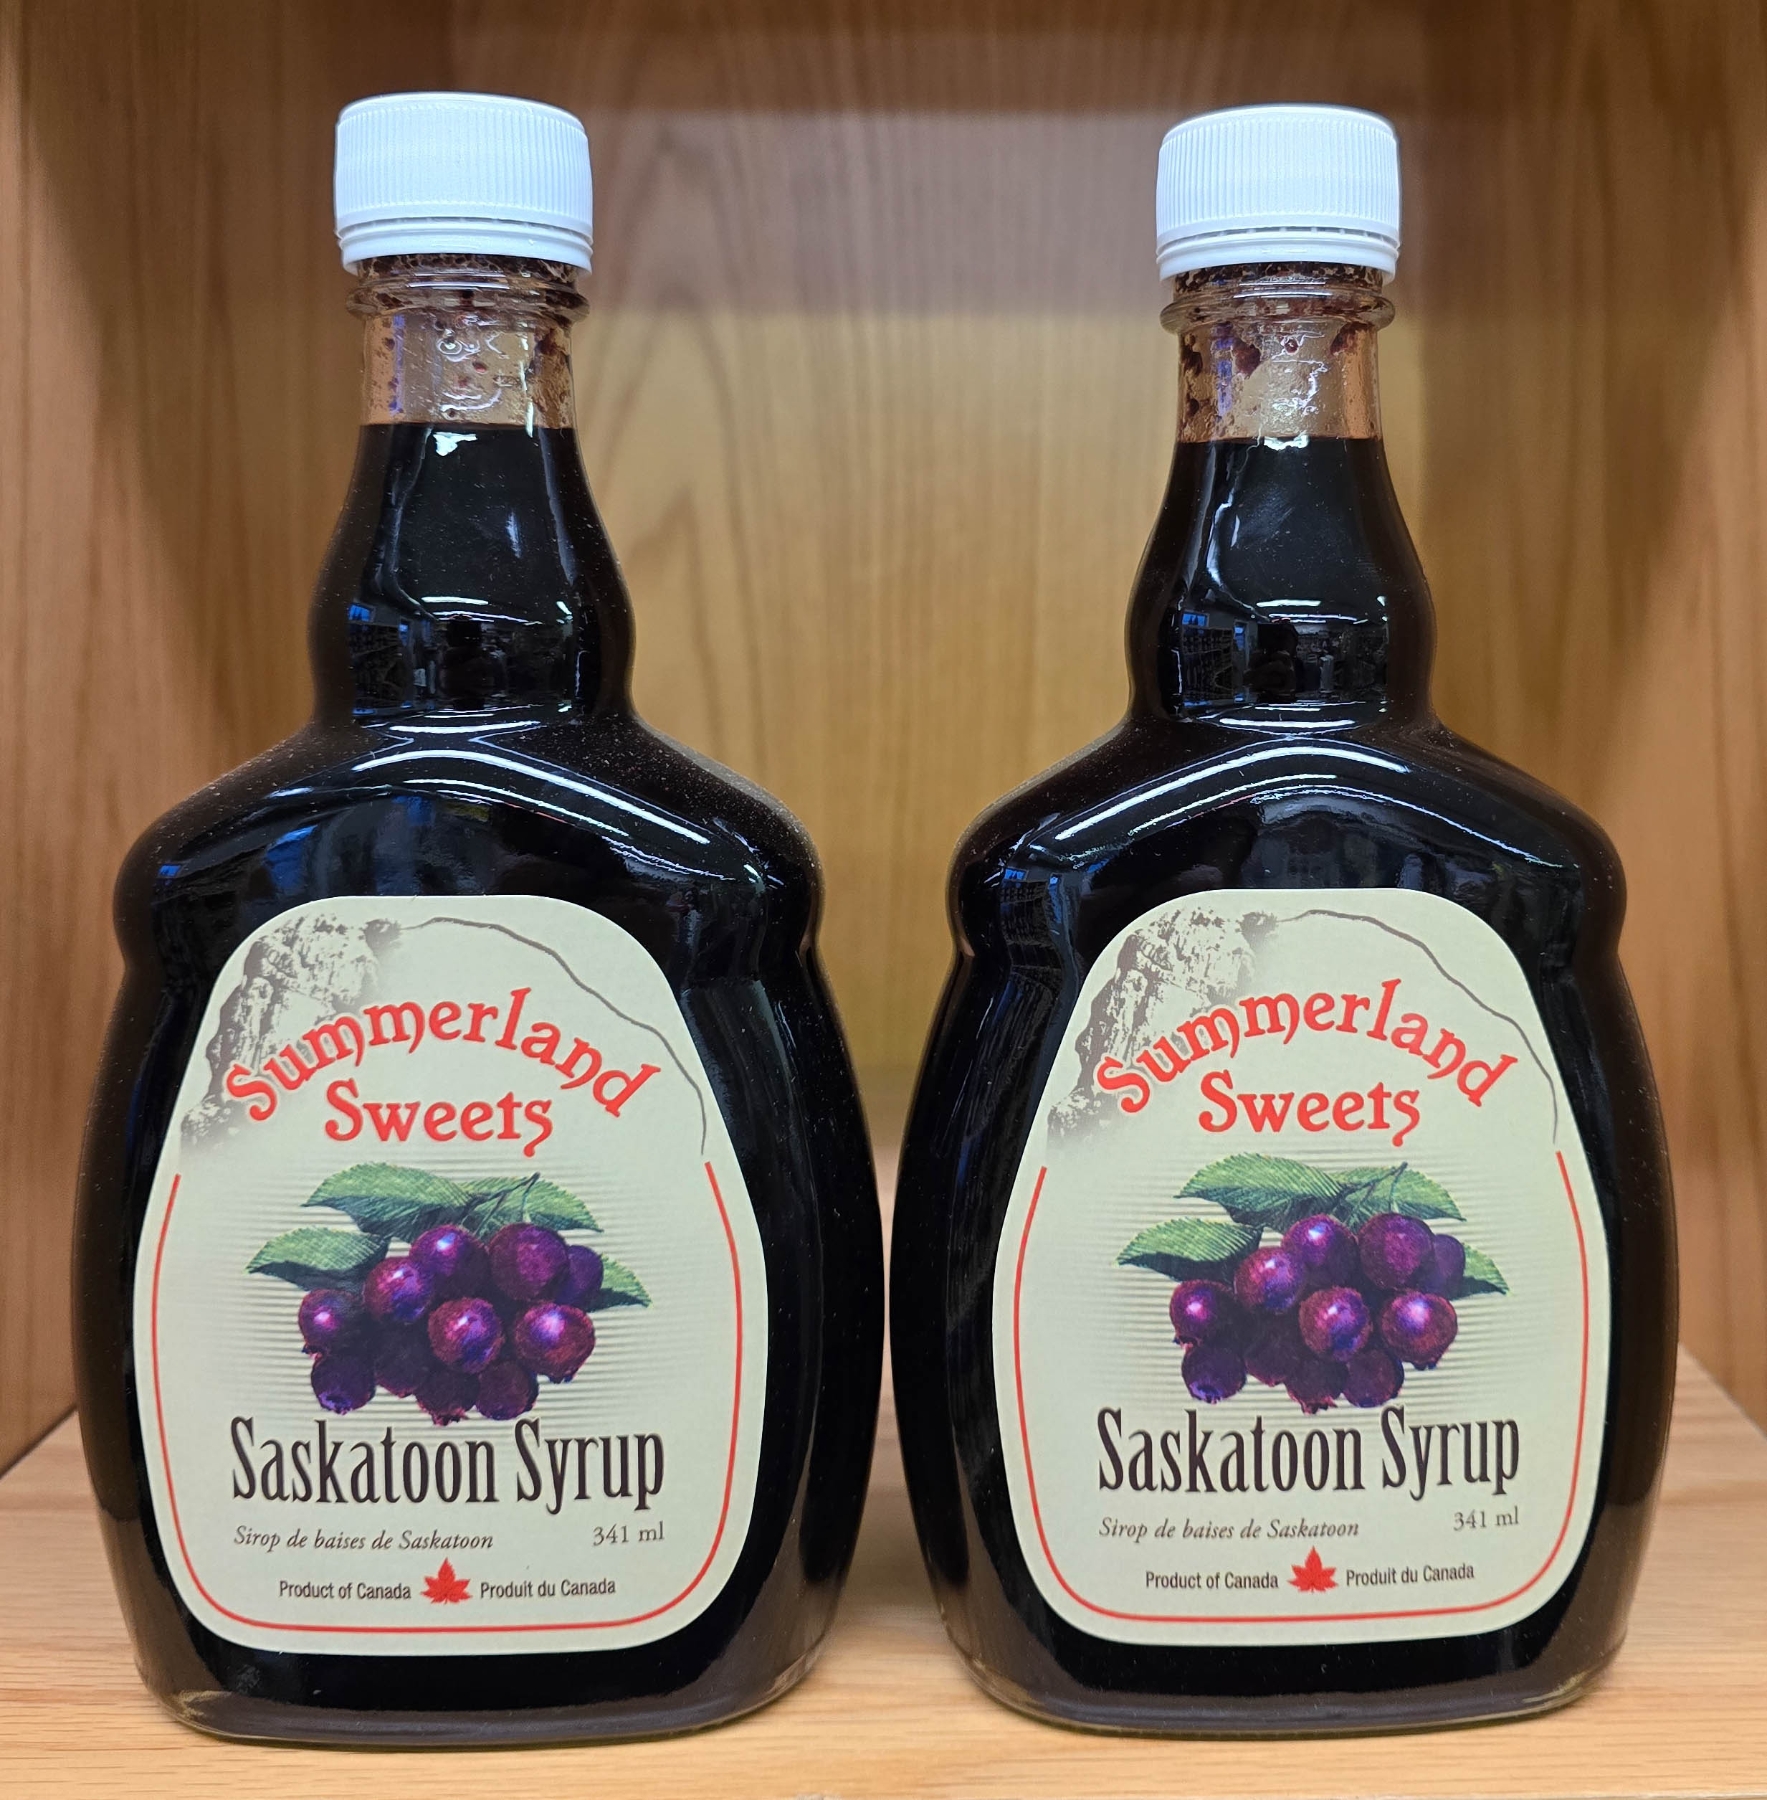 Summerland
Sweets
Saskatoon Syrup
Sirop de baises de Saskatoon 341 ml
Product of Canada Produit du Canada
Summerland
Sweets
Saskatoon Syrup
Sirop de baises de Saskatoon 341 ml
Product of Canada Produit du Canada